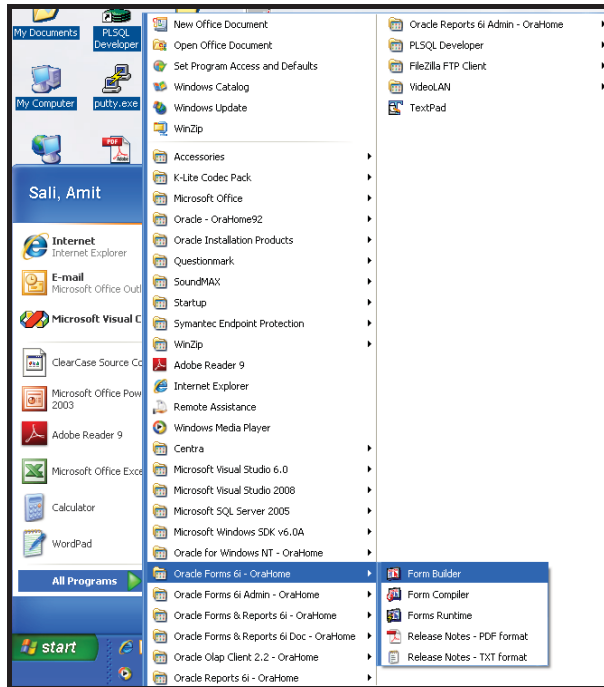 My Documents
PLSQL Developer
My Computer
putty.exe
Sali, Amit
Internet
Internet Explorer
E-mail
Microsoft Office Outl
Microsoft Visual C
ClearCase Source Co
Microsoft Office Pow
2003
Adobe Reader 9
Microsoft Office Exce
Calculator
WordPad
All Programs
start
New Office Document
Open Office Document
Set Program Access and Defaults
Windows Catalog
Windows Update
WinZip
Accessories
K-Lite Codec Pack
Microsoft Office
Oracle - OraHome92
Oracle Installation Products
Questionmark
SoundMAX
Startup
Symantec Endpoint Protection
WinZip
Adobe Reader 9
Internet Explorer
Remote Assistance
Windows Media Player
Centra
Microsoft Visual Studio 6.0
Microsoft Visual Studio 2008
Microsoft SQL Server 2005
Microsoft Windows SDK v6.0A
Oracle for Windows NT - OraHome
Oracle Forms 6i - OraHome
Oracle Forms 6i Admin - OraHome
Oracle Forms & Reports 6i - OraHome
Oracle Forms & Reports 6i Doc - OraHome
Oracle Olap Client 2.2 - OraHome
Oracle Reports 6i - OraHome
Oracle Reports 6i Admin - OraHome
PLSQL Developer
FileZilla FTP Client
VideoLAN
TextPad
Form Builder
Form Compiler
Forms Runtime
Release Notes - PDF format
Release Notes - TXT format